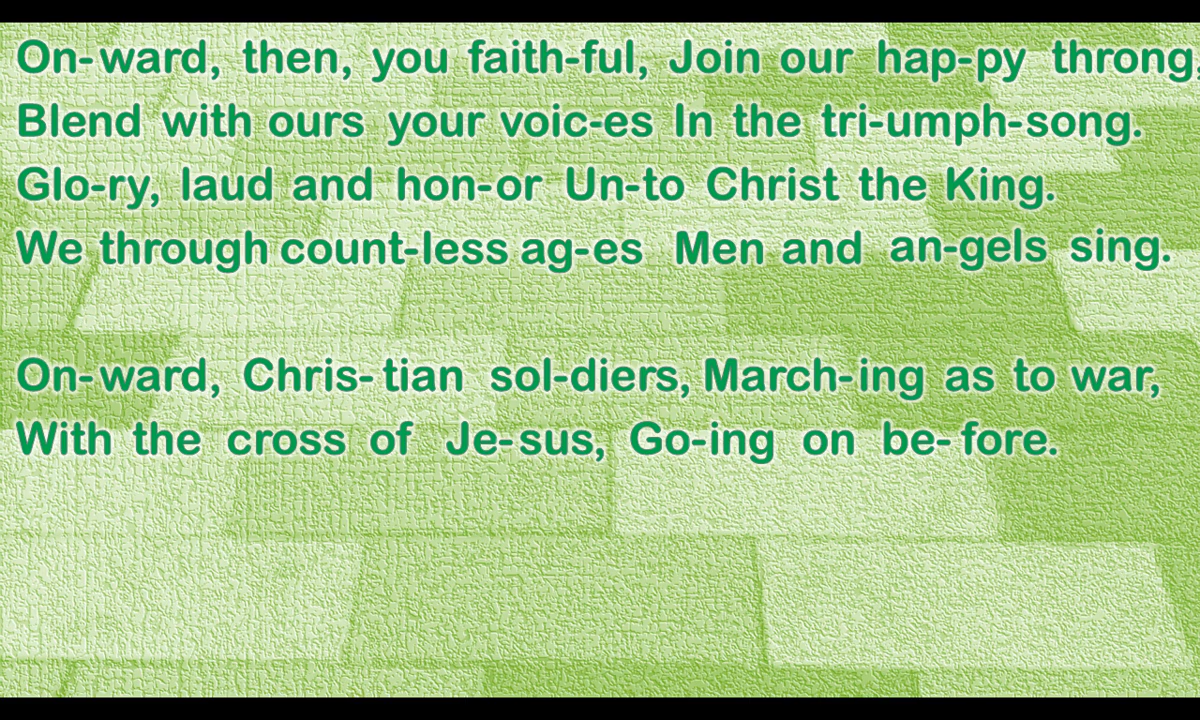 On-ward, then, you faith-ful, Join our hap-py throng,
Blend with ours your voic-es In the tri-umph-song.
Glo-ry, laud and hon-or Un-to Christ the King.
We through count-less ag-es Men and an-gels sing.
On-ward, Chris-tian sol-diers, March-ing as to war,
With the cross of Je-sus, Go-ing on be-fore.